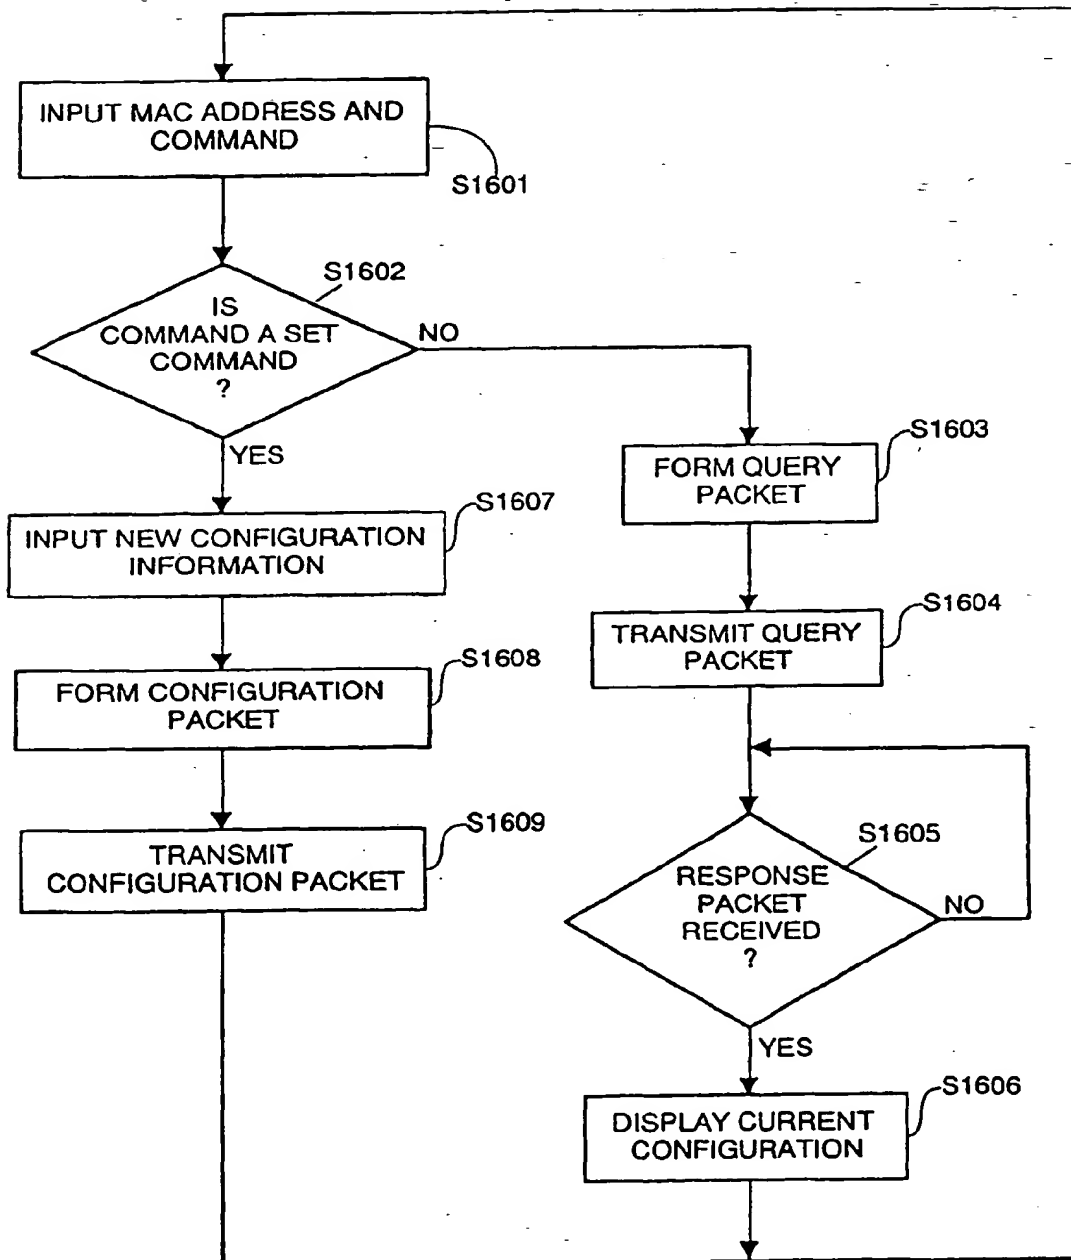 INPUT MAC ADDRESS AND
COMMAND
S1601
S1602
IS
COMMAND A SET
COMMAND
?
NO
YES
S1603
FORM QUERY
PACKET
S1607
INPUT NEW CONFIGURATION
INFORMATION
S1604
TRANSMIT QUERY
PACKET
S1608
FORM CONFIGURATION
PACKET
S1609
TRANSMIT
CONFIGURATION PACKET
S1605
RESPONSE
PACKET
RECEIVED
?
NO
YES
S1606
DISPLAY CURRENT
CONFIGURATION